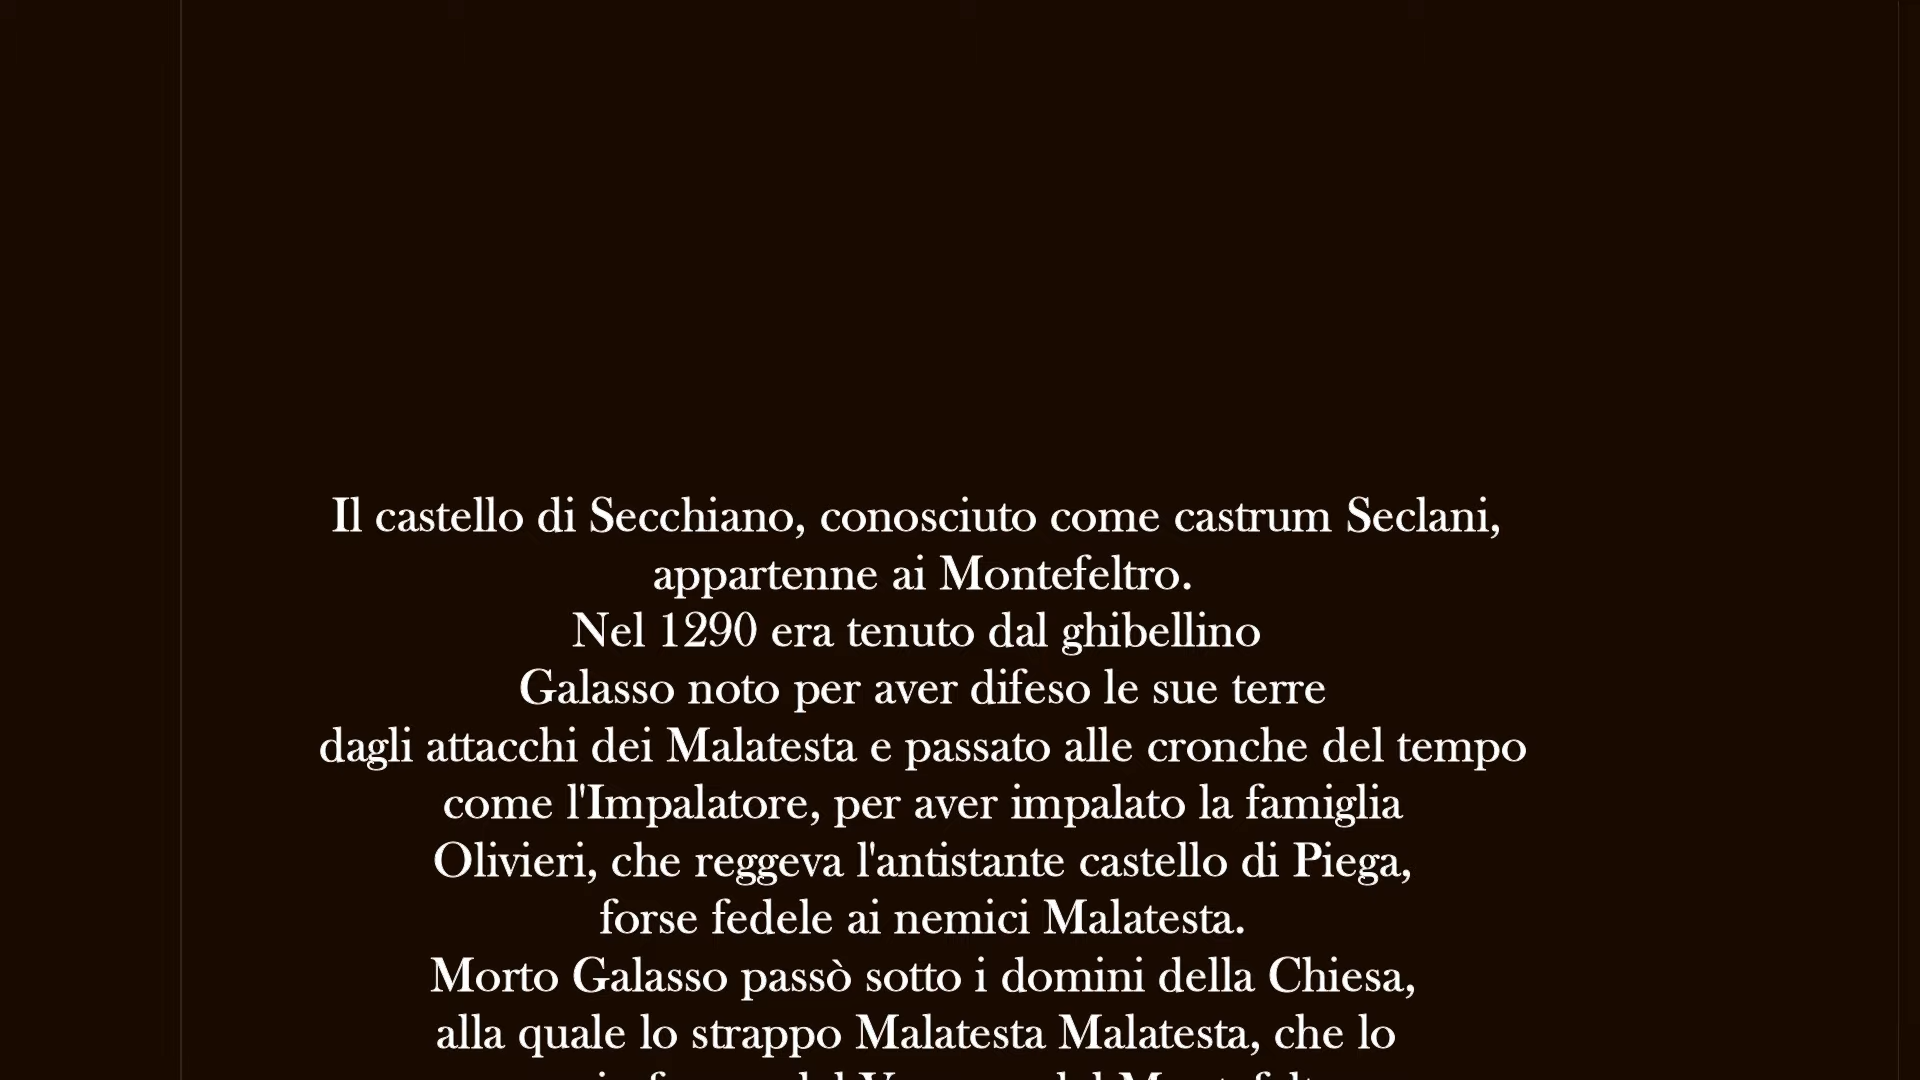 Il castello di Secchiano, conosciuto come castrum Seclani,
appartenne ai Montefeltro.
Nel 1290 era tenuto dal ghibellino
Galasso noto per aver difeso le sue terre
dagli attacchi dei Malatesta e passato alle cronche del tempo
come l'Impalatore, per aver impalato la famiglia
Olivieri, che reggeva l'antistante castello di Piega,
forse fedele ai nemici Malatesta.
Morto Galasso passò sotto i domini della Chiesa,
alla quale lo strappo Malatesta Malatesta, che lo